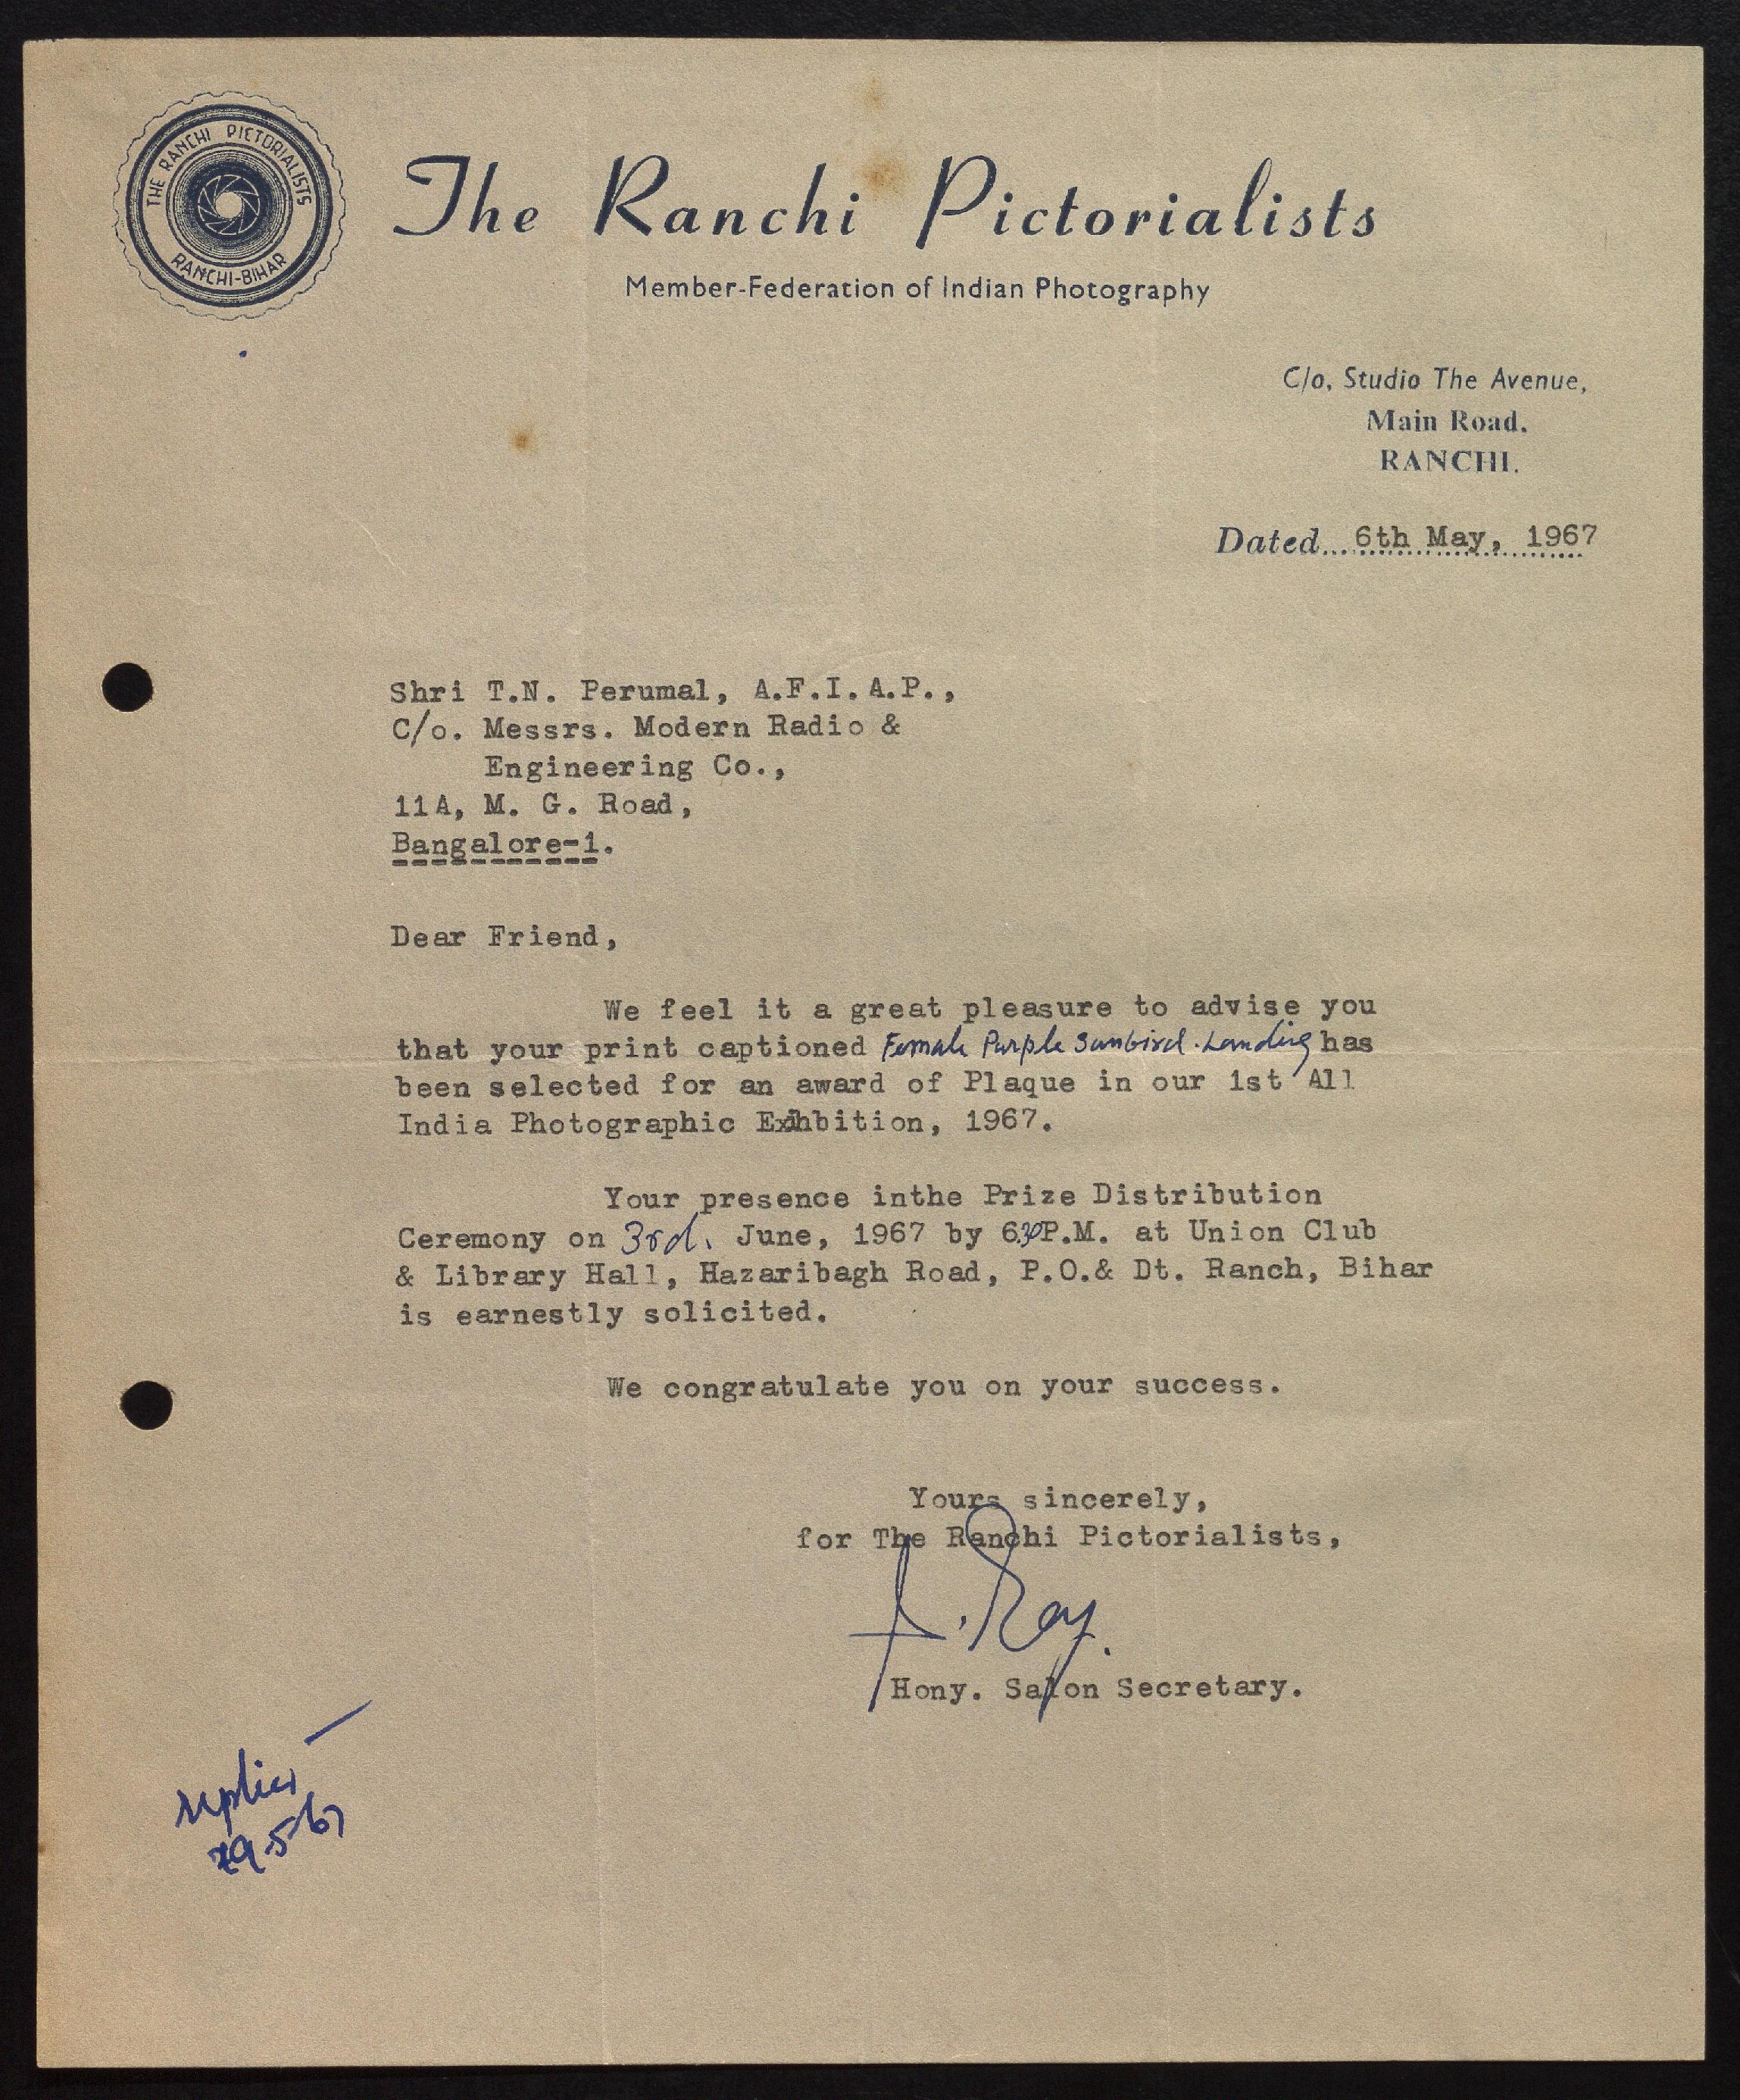 THE RANCHI PICTORIALISTS
RANCHI-BIHAR
The Ranchi Pictorialists
Member-Federation of Indian Photography
C/o, Studio The Avenue,
Main Road.
RANCHI.
Dated... 6th May, 1967
Shri T.N. Perumal, A.F.I.A.P.,
C/o. Messrs. Modern Radio &
Engineering Co.,
11A, M. G. Road,
Bangalore-1.
Dear Friend,
We feel it a great pleasure to advise you
that your print captioned Female Purple Sunbird. Landing has
been selected for an award of Plaque in our 1st All
India Photographic Exhbition, 1967.
Your presence inthe Prize Distribution
Ceremony on 3rd. June, 1967 by 6.30P.M. at Union Club
& Library Hall, Hazaribagh Road, P.O.& Dt. Ranch, Bihar
is earnestly solicited.
We congratulate you on your success.
Yours sincerely,
for The Ranchi Pictorialists,
Ray.
Hony. Salon Secretary.
29-5-67